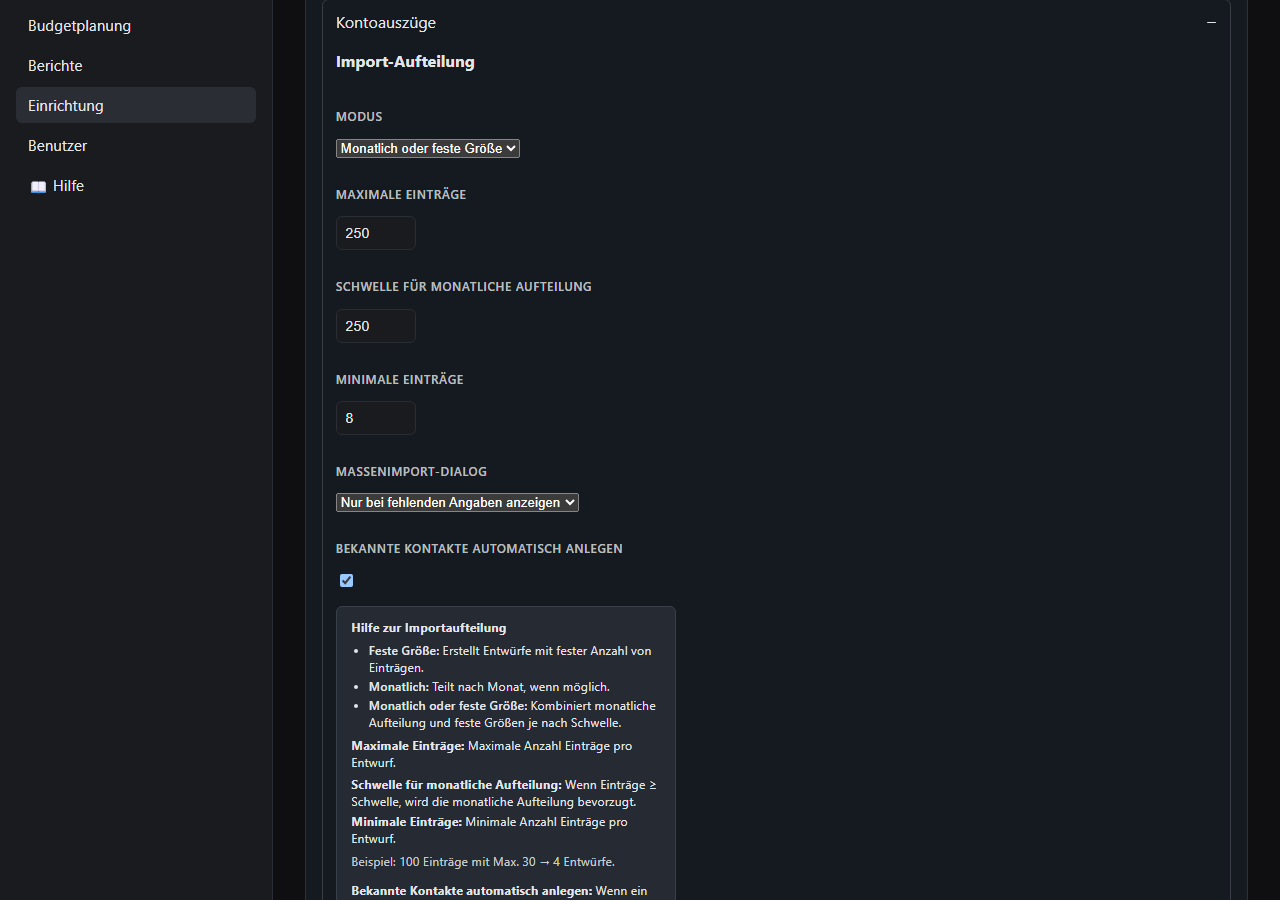 Budgetplanung
Berichte
Einrichtung
Benutzer
Hilfe
Kontoauszüge
Import-Aufteilung
MODUS
Monatlich oder feste Größe
MAXIMALE EINTRÄGE
250
SCHWELLE FÜR MONATLICHE AUFTEILUNG
250
MINIMALE EINTRÄGE
8
MASSENIMPORT-DIALOG
Nur bei fehlenden Angaben anzeigen
BEKANNTE KONTAKTE AUTOMATISCH ANLEGEN
Hilfe zur Importaufteilung
• Feste Größe: Erstellt Entwürfe mit fester Anzahl von
Einträgen.
• Monatlich: Teilt nach Monat, wenn möglich.
• Monatlich oder feste Größe: Kombiniert monatliche
Aufteilung und feste Größen je nach Schwelle.
Maximale Einträge: Maximale Anzahl Einträge pro
Entwurf.
Schwelle für monatliche Aufteilung: Wenn Einträge ≥
Schwelle, wird die monatliche Aufteilung bevorzugt.
Minimale Einträge: Minimale Anzahl Einträge pro
Entwurf.
Beispiel: 100 Einträge mit Max. 30 → 4 Entwürfe.
Bekannte Kontakte automatisch anlegen: Wenn ein